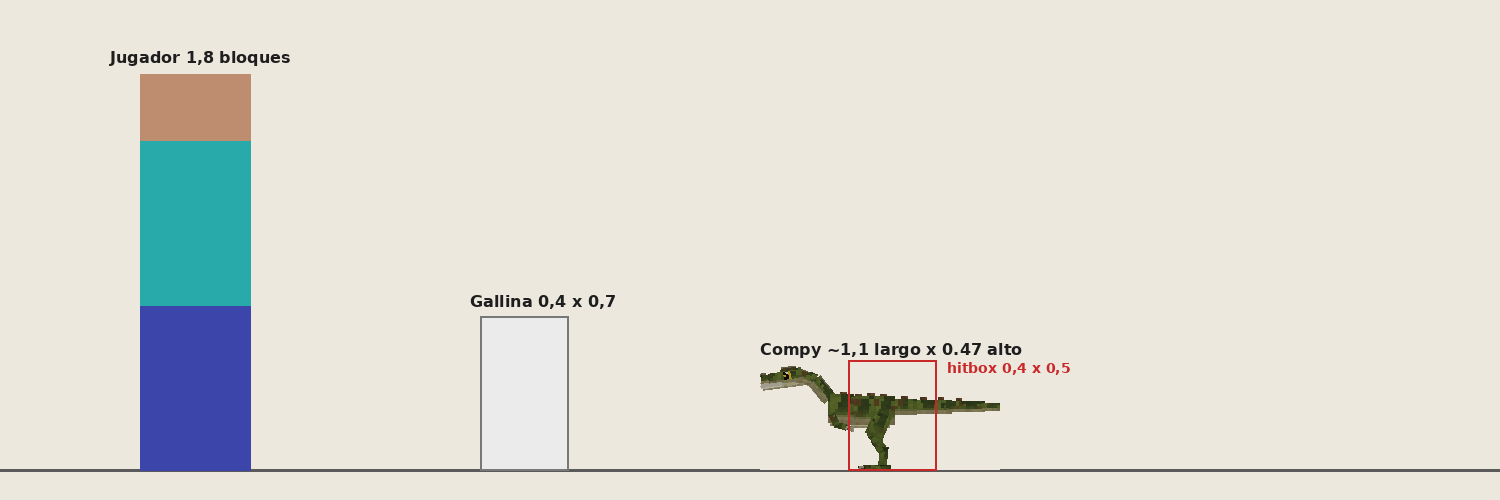 Jugador 1,8 bloques
Gallina 0,4 x 0,7
Compy ~1,1 largo x 0.47 alto
hitbox 0,4 x 0,5